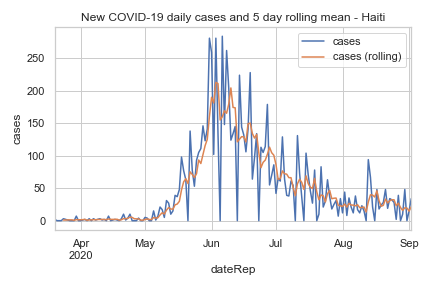 New COVID-19 daily cases and 5 day rolling mean - Haiti
cases
cases (rolling)
250
200
150
100
50
0
cases
Apr May Jun Jul Aug Sep
2020
dateRep